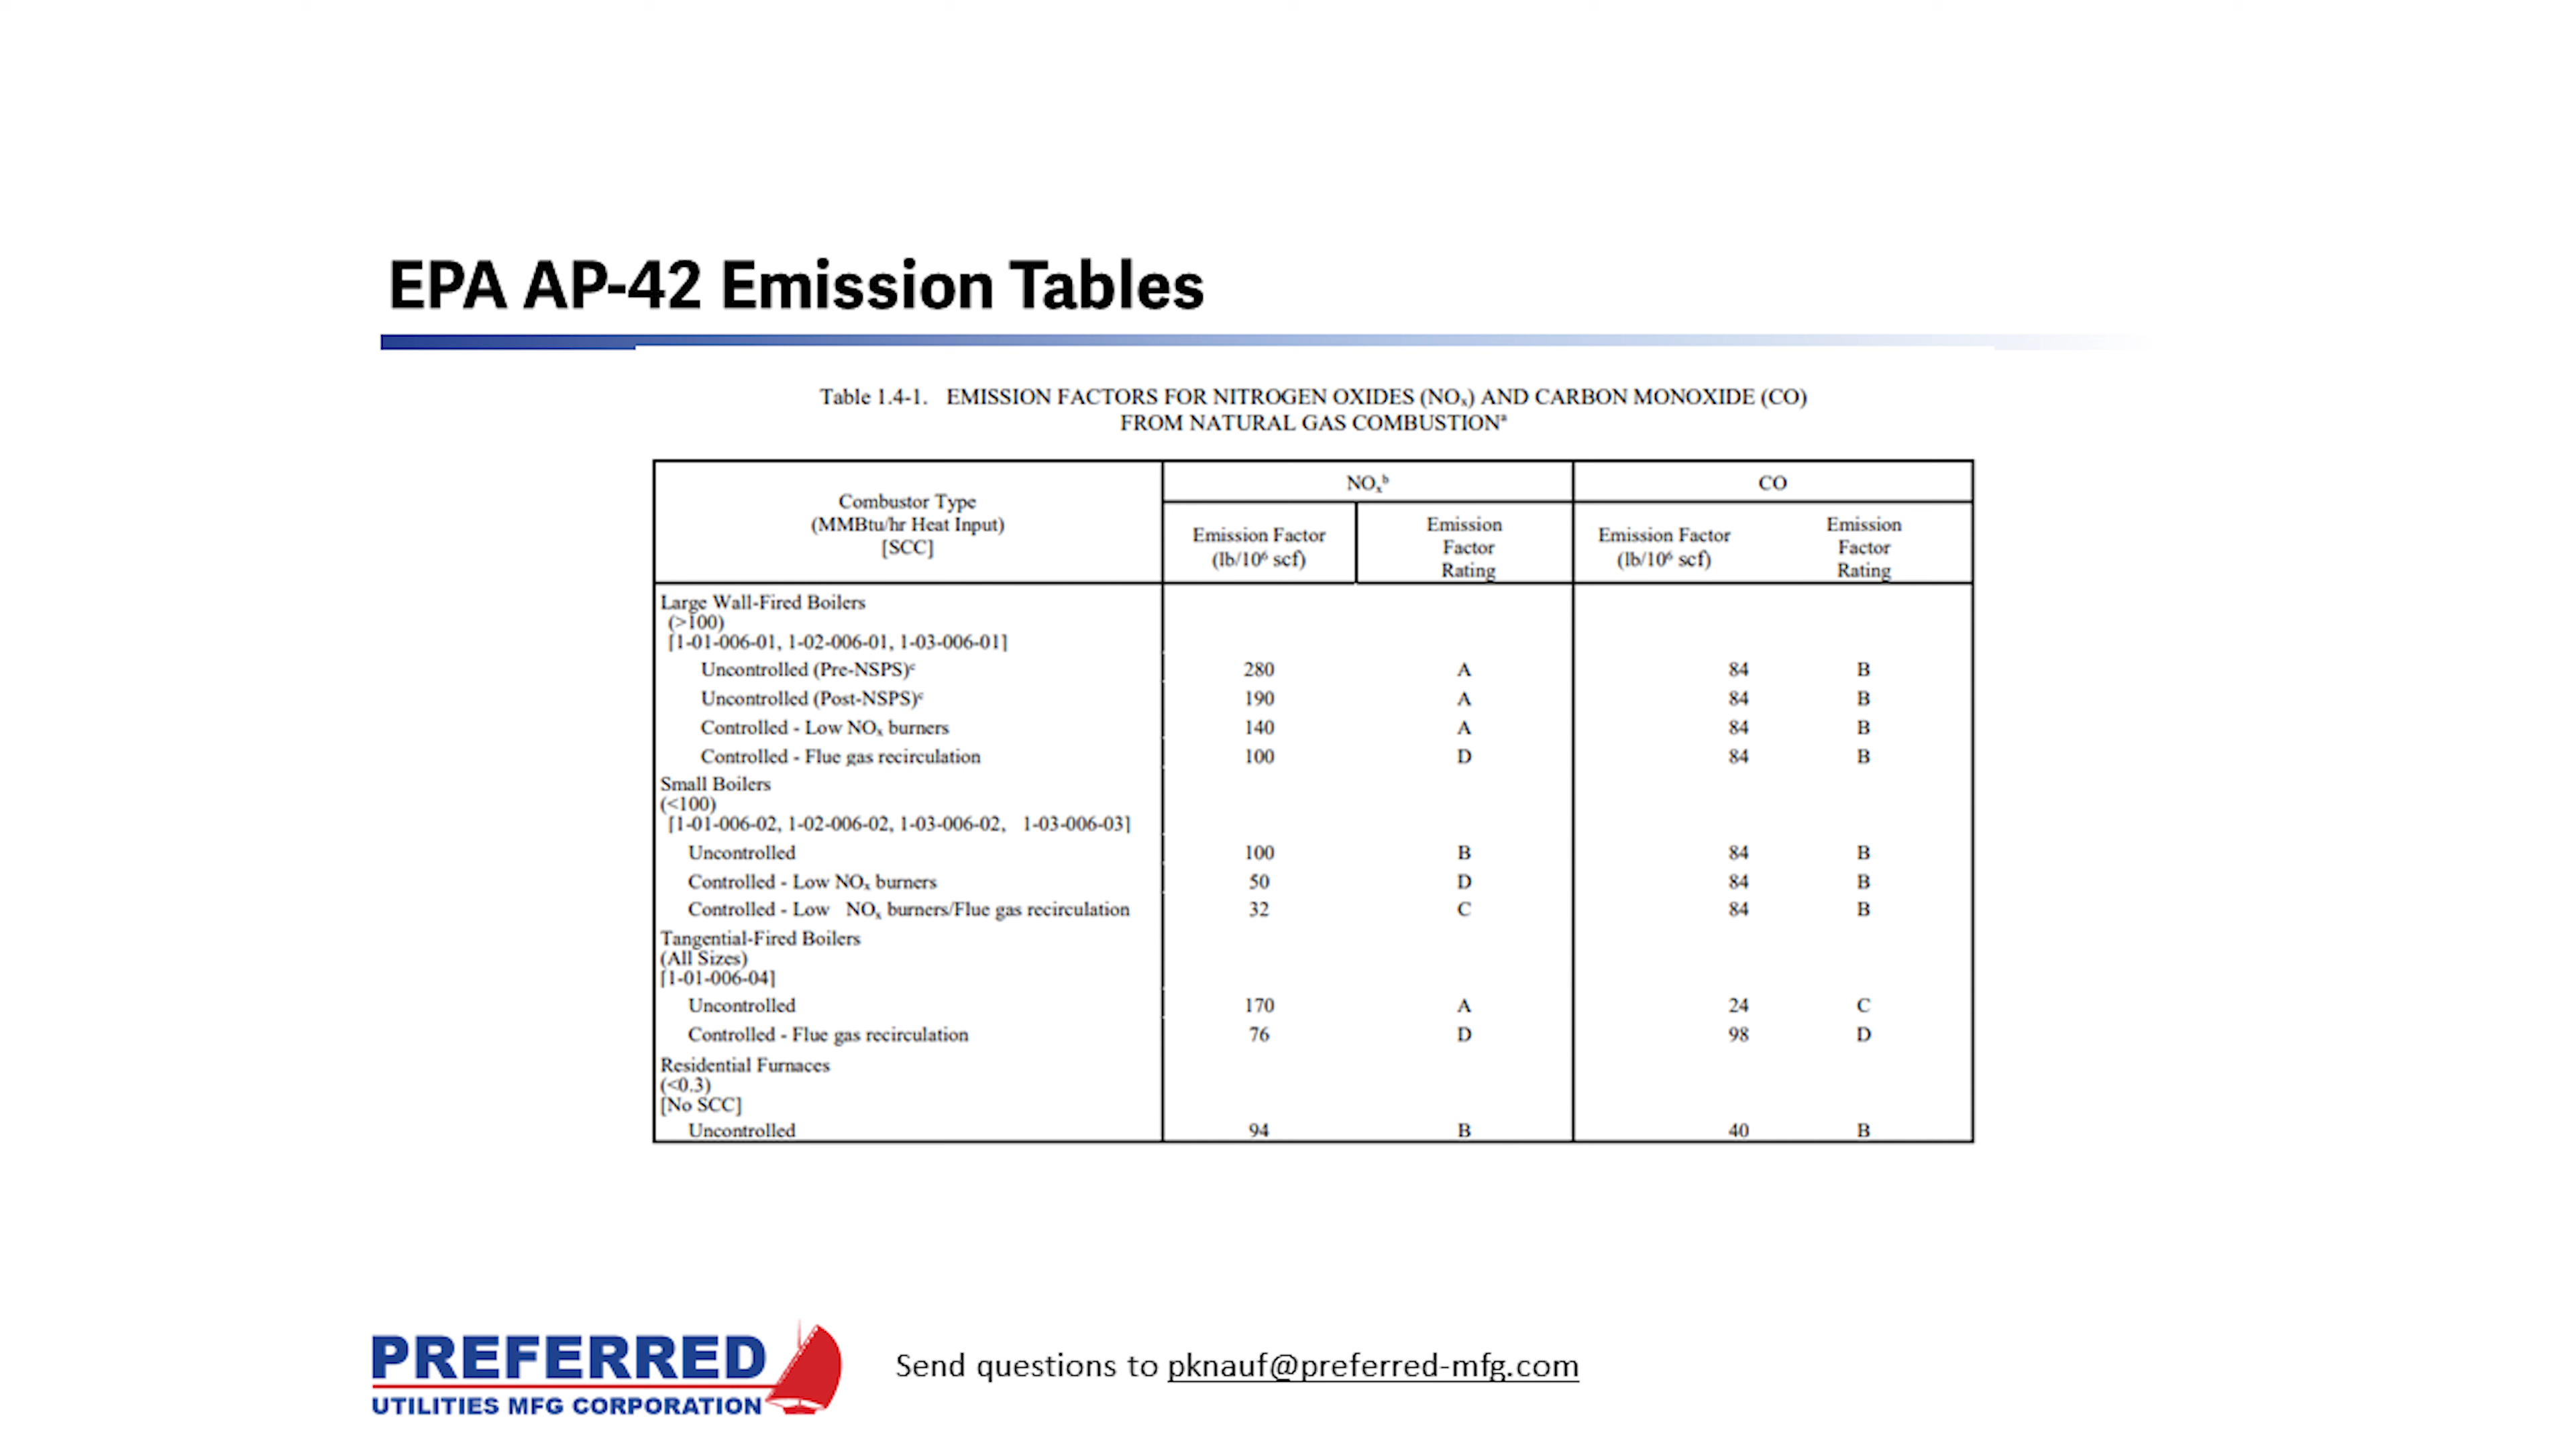 EPA AP-42 Emission Tables
Table 1.4-1. EMISSION FACTORS FOR NITROGEN OXIDES (NOₓ) AND CARBON MONOXIDE (CO)
FROM NATURAL GAS COMBUSTIONᵃ
Combustor Type
(MMBtu/hr Heat Input)
[SCC]
NOₓᵇ
CO
Emission Factor
(lb/10⁶ scf)
Emission
Factor
Rating
Emission Factor
(lb/10⁶ scf)
Emission
Factor
Rating
Large Wall-Fired Boilers
(>100)
[1-01-006-01, 1-02-006-01, 1-03-006-01]
Uncontrolled (Pre-NSPS)ᶜ 280 A 84 B
Uncontrolled (Post-NSPS)ᶜ 190 A 84 B
Controlled - Low NOₓ burners 140 A 84 B
Controlled - Flue gas recirculation 100 D 84 B
Small Boilers
(<100)
[1-01-006-02, 1-02-006-02, 1-03-006-02, 1-03-006-03]
Uncontrolled 100 B 84 B
Controlled - Low NOₓ burners 50 D 84 B
Controlled - Low NOₓ burners/Flue gas recirculation 32 C 84 B
Tangential-Fired Boilers
(All Sizes)
[1-01-006-04]
Uncontrolled 170 A 24 C
Controlled - Flue gas recirculation 76 D 98 D
Residential Furnaces
(<0.3)
[No SCC]
Uncontrolled 94 B 40 B
PREFERRED
UTILITIES MFG CORPORATION
Send questions to pknauf@preferred-mfg.com